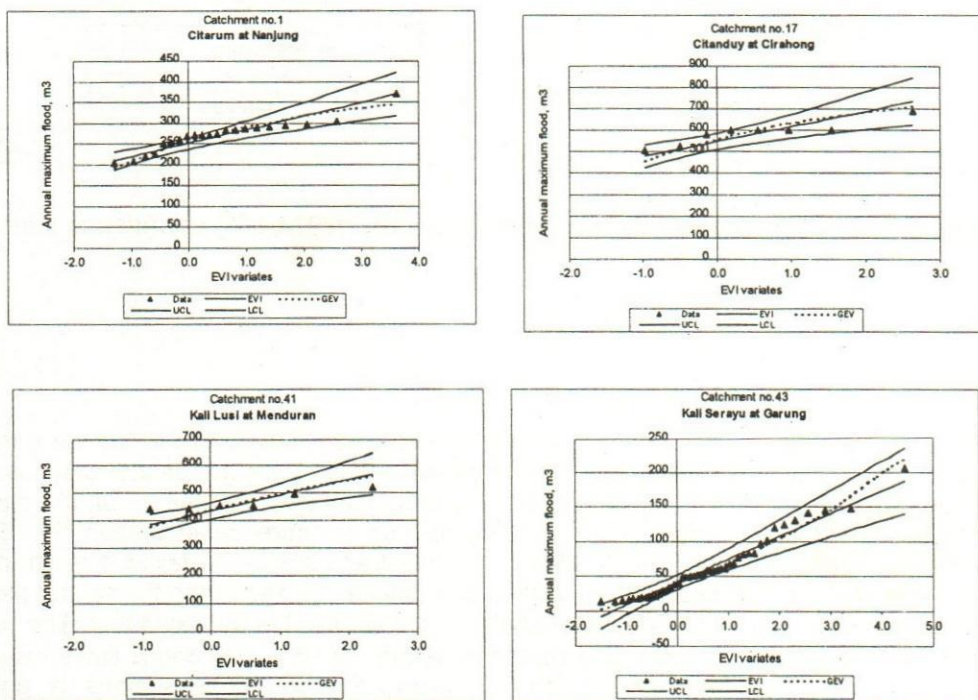 Catchment no.1
Citarum at Nanjung
Annual maximum flood, m3
450
400
350
300
250
200
150
100
50
0
-2.0 -1.0 0.0 1.0 2.0 3.0 4.0
EVI variates
Data EVI GEV
UCL LCL
Catchment no.17
Citanduy at Cirahong
Annual maximum flood, m3
900
800
700
600
500
400
300
200
100
0
-2.0 -1.0 0.0 1.0 2.0 3.0
EVI variates
Data EVI GEV
UCL LCL
Catchment no.41
Kali Lusi at Menduran
Annual maximum flood, m3
700
600
500
400
300
200
100
0
-2.0 -1.0 0.0 1.0 2.0 3.0
EVI variates
Data EVI GEV
UCL LCL
Catchment no.43
Kali Serayu at Garung
Annual maximum flood, m3
250
200
150
100
50
0
-2.0 -1.0 0.0 1.0 2.0 3.0 4.0 5.0
-50
EVI variates
Data EVI GEV
UCL LCL